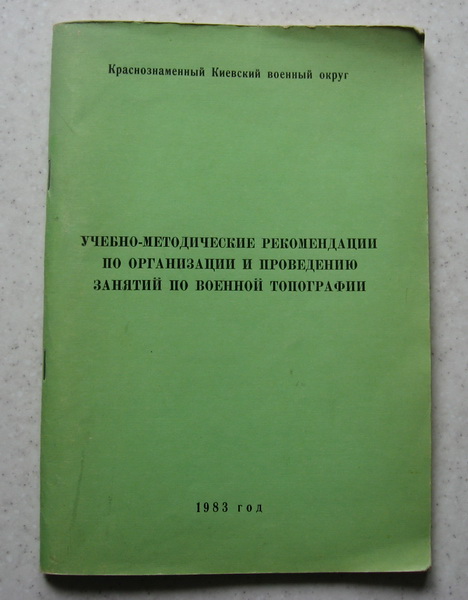 Краснознаменный Киевский военный округ
УЧЕБНО-МЕТОДИЧЕСКИЕ РЕКОМЕНДАЦИИ
ПО ОРГАНИЗАЦИИ И ПРОВЕДЕНИЮ
ЗАНЯТИЙ ПО ВОЕННОЙ ТОПОГРАФИИ
1983 год